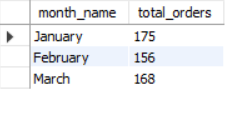 month_name total_orders
January 175
February 156
March 168